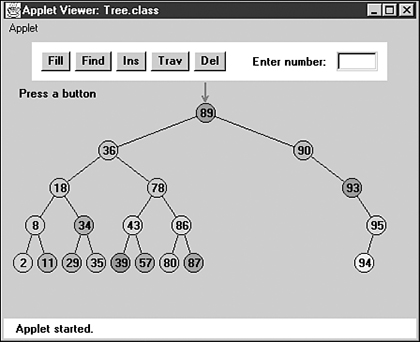 Applet Viewer: Tree.class
Applet
Fill Find Ins Trav Del Enter number:
Press a button
89
36 90
18 78 93
8 34 43 86 95
2 11 29 35 39 57 80 87 94
Applet started.